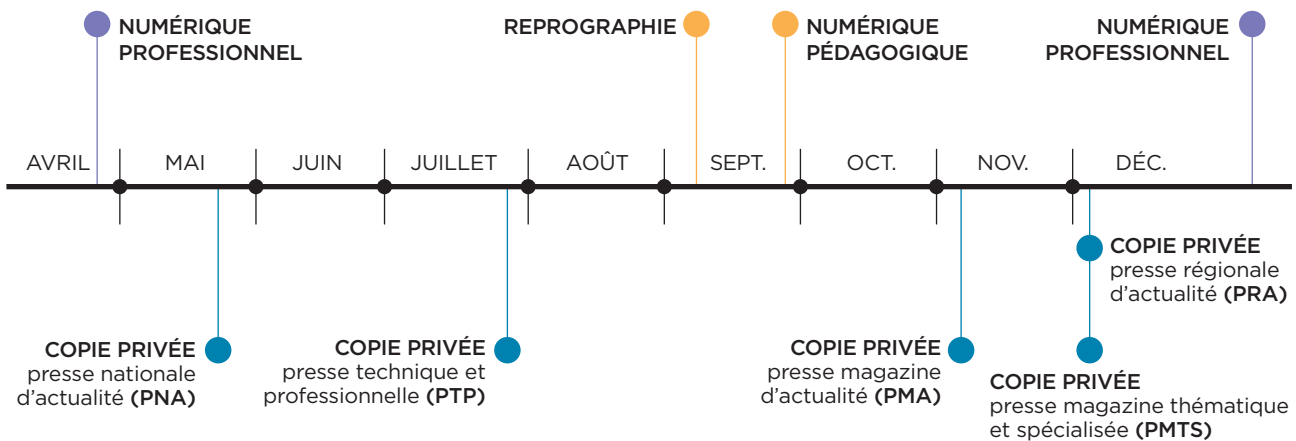 NUMÉRIQUE
PROFESSIONNEL
REPROGRAPHIE
NUMÉRIQUE
PÉDAGOGIQUE
NUMÉRIQUE
PROFESSIONNEL
AVRIL
MAI
JUIN
JUILLET
AOÛT
SEPT.
OCT.
NOV.
DÉC.
COPIE PRIVÉE
presse nationale
d'actualité (PNA)
COPIE PRIVÉE
presse technique et
professionnelle (PTP)
COPIE PRIVÉE
presse magazine
d'actualité (PMA)
COPIE PRIVÉE
presse régionale
d'actualité (PRA)
COPIE PRIVÉE
presse magazine thématique
et spécialisée (PMTS)